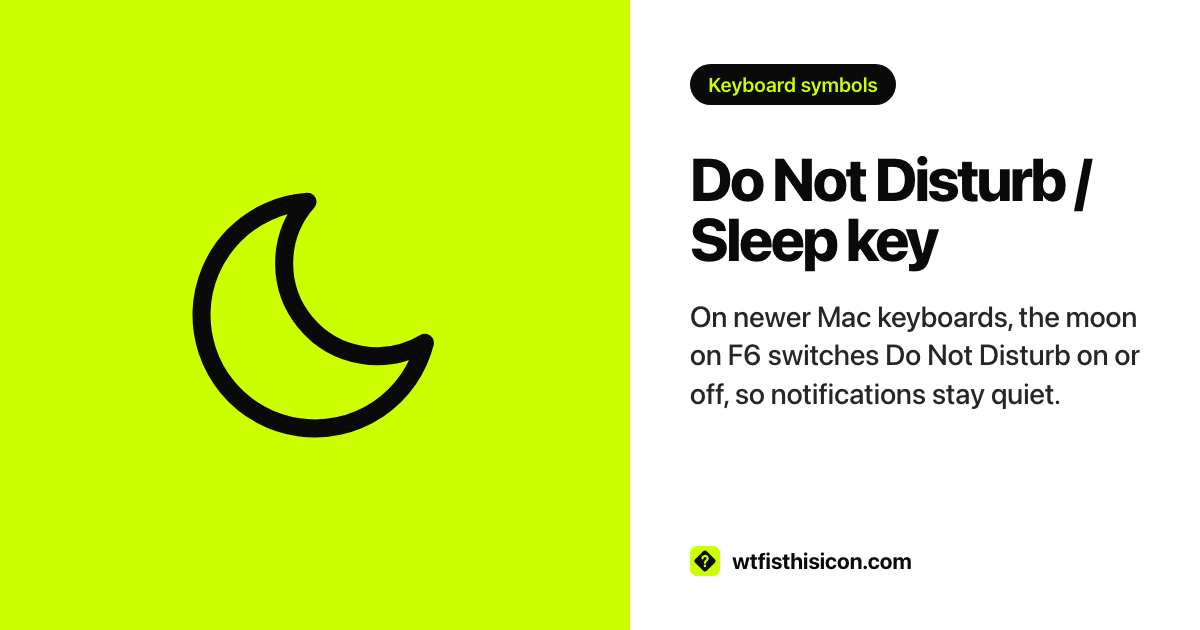 Keyboard symbols
Do Not Disturb /
Sleep key
On newer Mac keyboards, the moon
on F6 switches Do Not Disturb on or
off, so notifications stay quiet.
?
wtfisthisicon.com